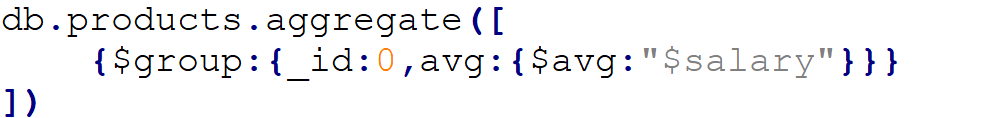 db.products.aggregate([
    {$group:{_id:0,avg:{$avg:"$salary"}}}
])